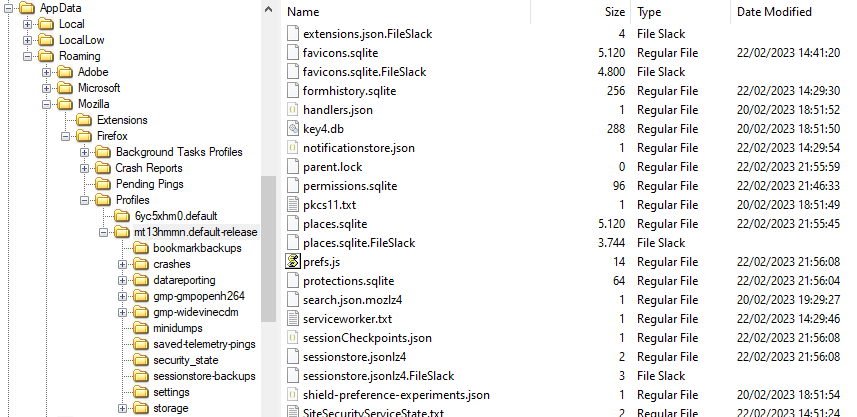 AppData
Local
LocalLow
Roaming
Adobe
Microsoft
Mozilla
Extensions
Firefox
Background Tasks Profiles
Crash Reports
Pending Pings
Profiles
6yc5xhm0.default
mt13hmmn.default-release
bookmarkbackups
crashes
datareporting
gmp-gmpopenh264
gmp-widevinecdm
minidumps
saved-telemetry-pings
security_state
sessionstore-backups
settings
storage
Name Size Type Date Modified
extensions.json.FileSlack 4 File Slack
favicons.sqlite 5.120 Regular File 22/02/2023 14:41:20
favicons.sqlite.FileSlack 4.800 File Slack
formhistory.sqlite 256 Regular File 22/02/2023 14:29:30
handlers.json 1 Regular File 20/02/2023 18:51:52
key4.db 288 Regular File 20/02/2023 18:51:50
notificationstore.json 1 Regular File 22/02/2023 14:29:54
parent.lock 0 Regular File 22/02/2023 21:55:59
permissions.sqlite 96 Regular File 22/02/2023 21:46:33
pkcs11.txt 1 Regular File 20/02/2023 18:51:49
places.sqlite 5.120 Regular File 22/02/2023 21:55:45
places.sqlite.FileSlack 3.744 File Slack
prefs.js 14 Regular File 22/02/2023 21:56:08
protections.sqlite 64 Regular File 22/02/2023 21:56:04
search.json.mozlz4 1 Regular File 20/02/2023 19:29:27
serviceworker.txt 1 Regular File 22/02/2023 14:29:46
sessionCheckpoints.json 1 Regular File 22/02/2023 21:56:08
sessionstore.jsonlz4 2 Regular File 22/02/2023 21:56:08
sessionstore.jsonlz4.FileSlack 3 File Slack
shield-preference-experiments.json 1 Regular File 20/02/2023 18:51:54
SiteSecurityServiceState.txt 2 Regular File 22/02/2023 14:51:24